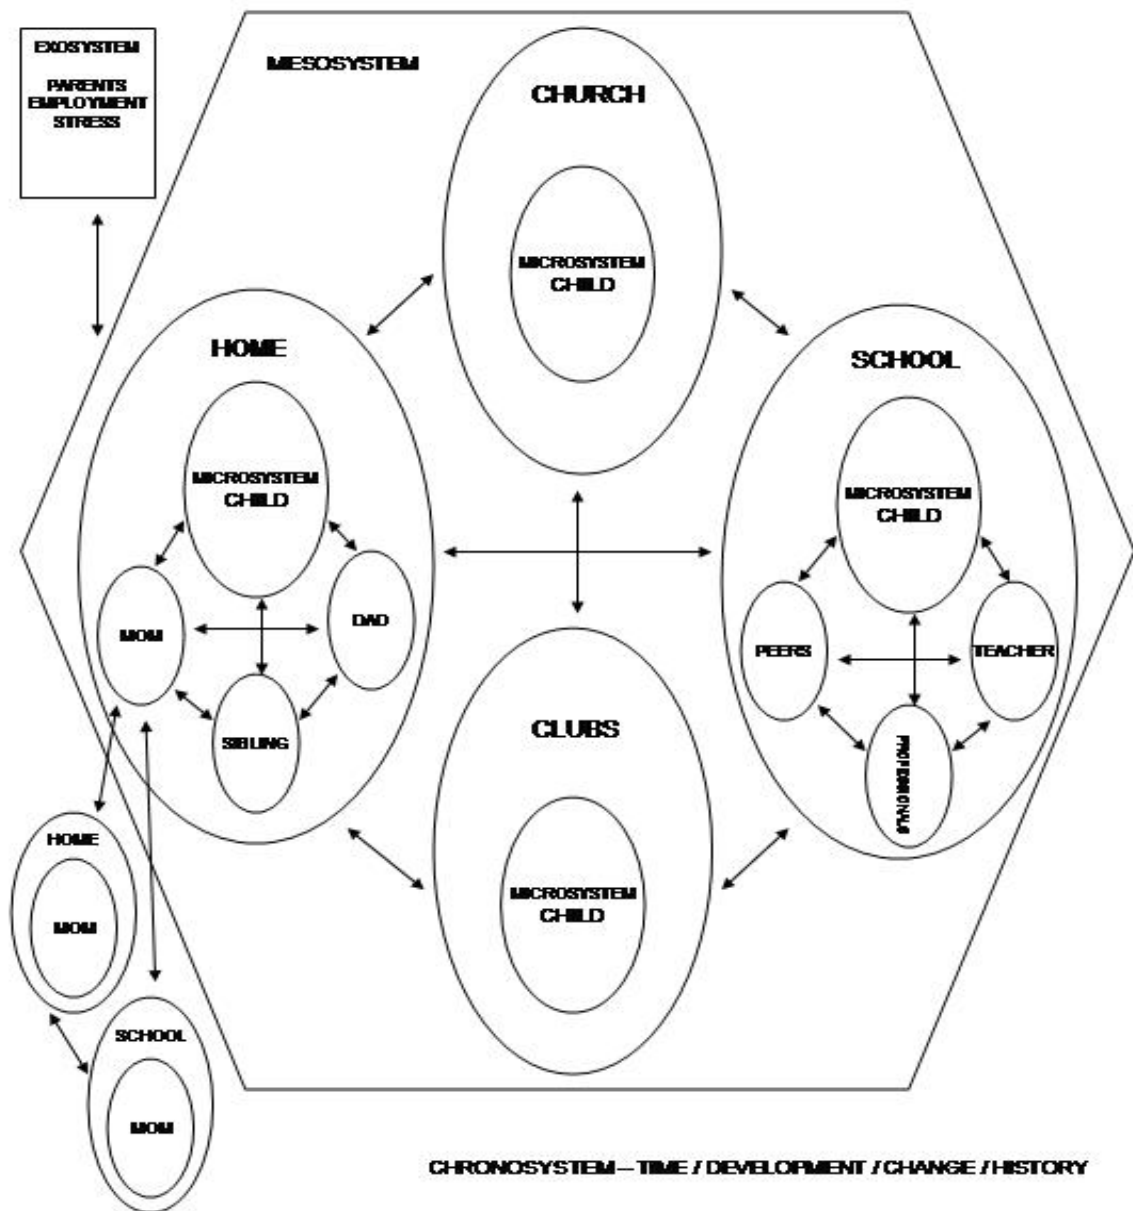 EXOSYSTEM
PARENTS
EMPLOYMENT
STRESS
MESOSYSTEM
CHURCH
MICROSYSTEM
CHILD
HOME
MICROSYSTEM
CHILD
MOM
DAD
SIBLING
SCHOOL
MICROSYSTEM
CHILD
PEERS
TEACHER
PROFESSIONALS
CLUBS
MICROSYSTEM
CHILD
HOME
MOM
SCHOOL
MOM
CHRONOSYSTEM – TIME / DEVELOPMENT / CHANGE / HISTORY